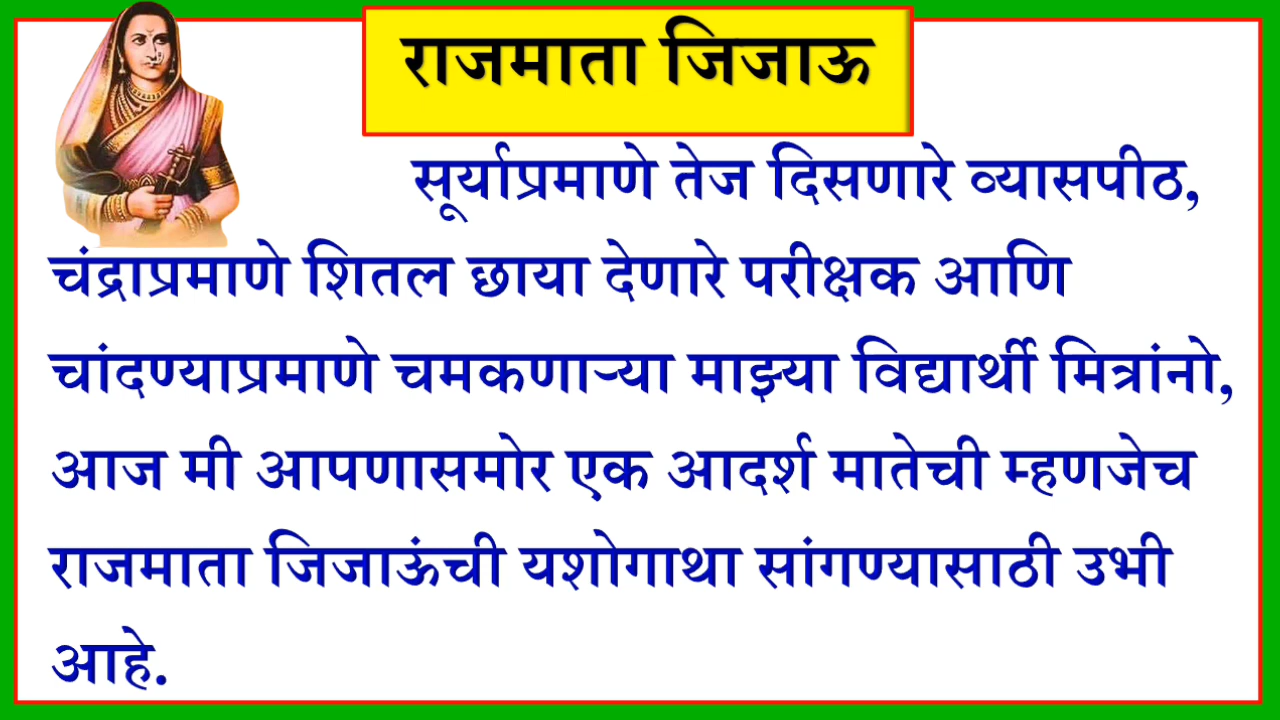 राजमाता जिजाऊ
सूर्याप्रमाणे तेज दिसणारे व्यासपीठ,
चंद्राप्रमाणे शितल छाया देणारे परीक्षक आणि
चांदण्याप्रमाणे चमकणाऱ्या माझ्या विद्यार्थी मित्रांनो,
आज मी आपणासमोर एक आदर्श मातेची म्हणजेच
राजमाता जिजाऊंची यशोगाथा सांगण्यासाठी उभी
आहे.